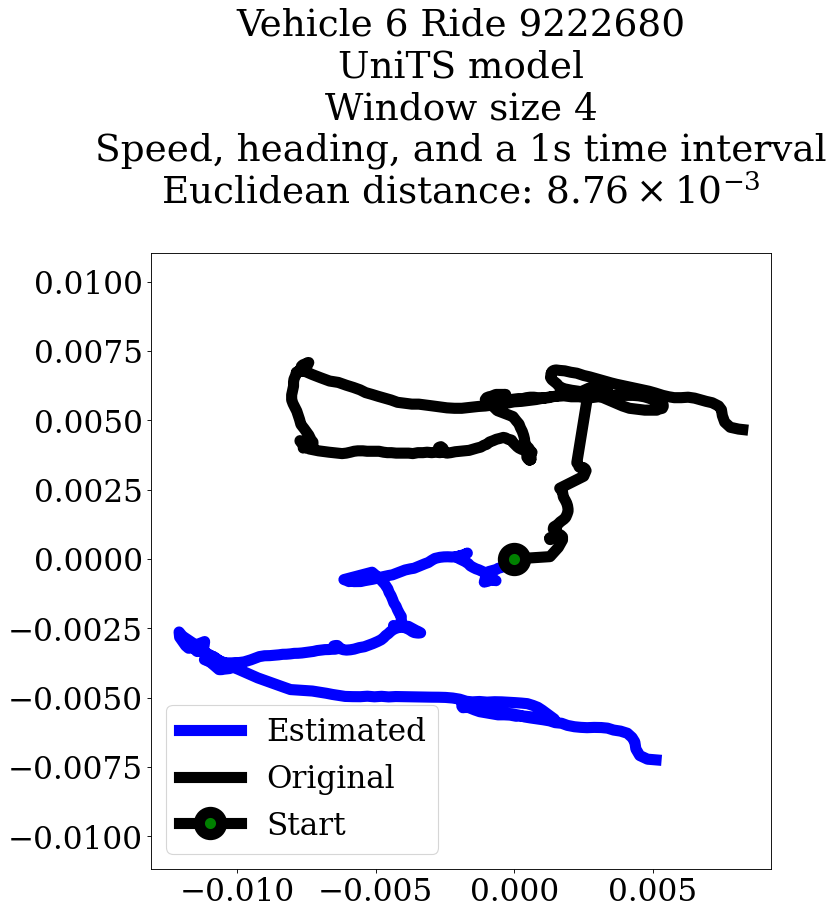 Vehicle 6 Ride 9222680
UniTS model
Window size 4
Speed, heading, and a 1s time interval
Euclidean distance: 8.76 × 10⁻³
0.0100
0.0075
0.0050
0.0025
0.0000
−0.0025
−0.0050
−0.0075
−0.0100
Estimated
Original
Start
−0.010 −0.005 0.000 0.005